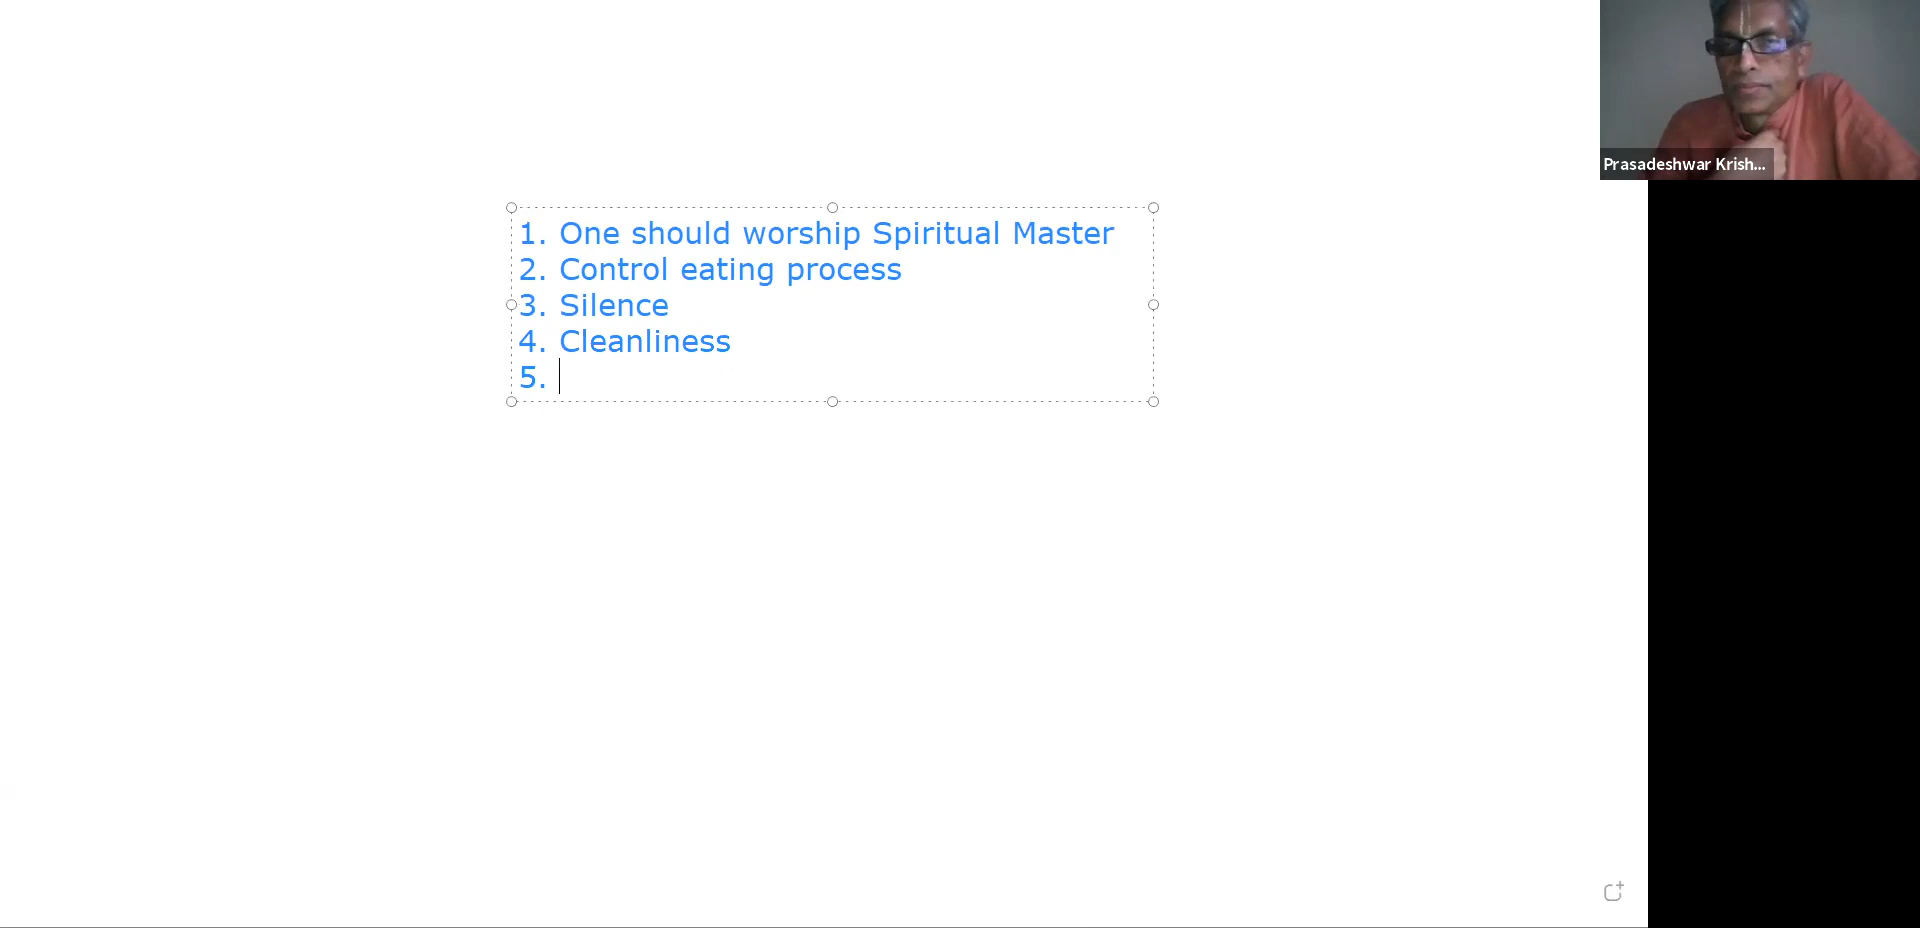 Prasadeshwar Krish...
1. One should worship Spiritual Master
2. Control eating process
3. Silence
4. Cleanliness
5.